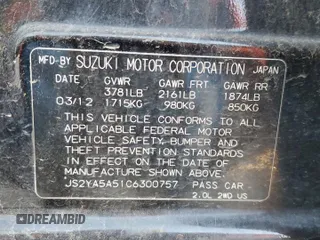 MFD BY SUZUKI MOTOR CORPORATION JAPAN
DATE GVWR GAWR FRT GAWR RR
3781LB 2161LB 1874LB
03/12 1715KG 980KG 850KG
THIS VEHICLE CONFORMS TO ALL
APPLICABLE FEDERAL MOTOR
VEHICLE SAFETY, BUMPER AND
THEFT PREVENTION STANDARDS
IN EFFECT ON THE DATE OF
MANUFACTURE SHOWN ABOVE.
JS2YA5A51C6300757 PASS CAR
2.0L 2WD US
DREAMBID